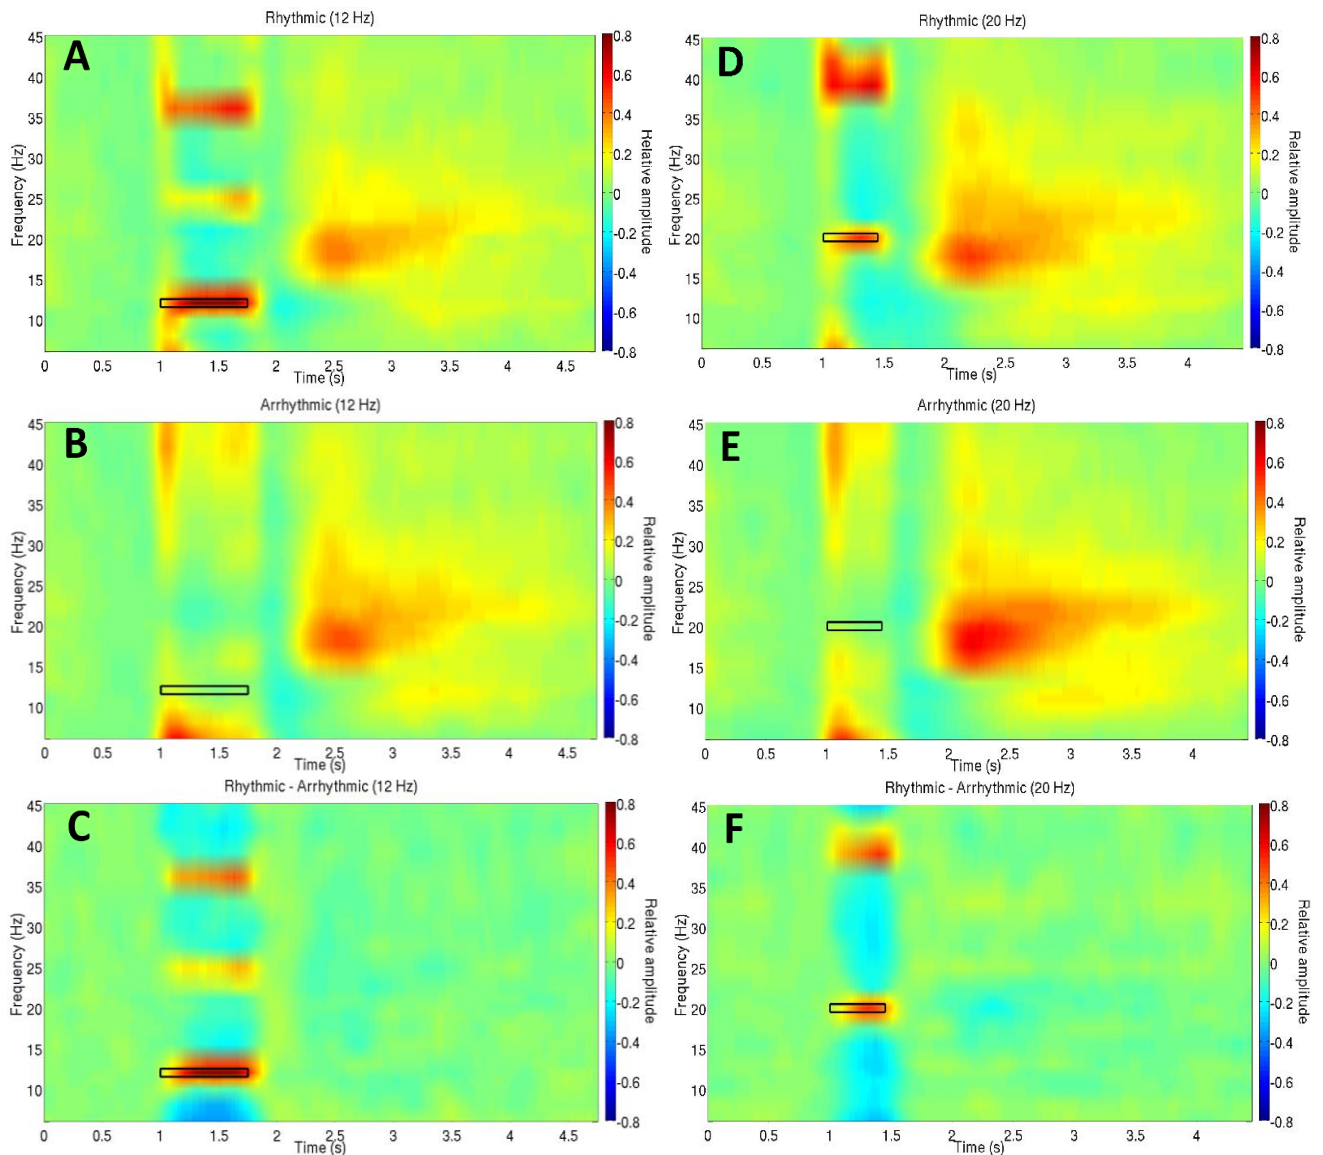 Rhythmic (12 Hz)
A
45
40
35
30
25
20
15
10
Frequency (Hz)
0 0.5 1 1.5 2 2.5 3 3.5 4 4.5
Time (s)
0.8
0.6
0.4
0.2
0
-0.2
-0.4
-0.6
-0.8
Relative amplitude
Rhythmic (20 Hz)
D
45
40
35
30
25
20
15
10
Frequency (Hz)
0 0.5 1 1.5 2 2.5 3 3.5 4
Time (s)
0.8
0.6
0.4
0.2
0
-0.2
-0.4
-0.6
-0.8
Relative amplitude
Arrhythmic (12 Hz)
B
45
40
35
30
25
20
15
10
Frequency (Hz)
0 0.5 1 1.5 2 2.5 3 3.5 4 4.5
Time (s)
0.8
0.6
0.4
0.2
0
-0.2
-0.4
-0.6
-0.8
Relative amplitude
Arrhythmic (20 Hz)
E
45
40
35
30
25
20
15
10
Frequency (Hz)
0 0.5 1 1.5 2 2.5 3 3.5 4
Time (s)
0.8
0.6
0.4
0.2
0
-0.2
-0.4
-0.6
-0.8
Relative amplitude
Rhythmic - Arrhythmic (12 Hz)
C
45
40
35
30
25
20
15
10
Frequency (Hz)
0 0.5 1 1.5 2 2.5 3 3.5 4 4.5
Time (s)
0.8
0.6
0.4
0.2
0
-0.2
-0.4
-0.6
-0.8
Relative amplitude
Rhythmic - Arrhythmic (20 Hz)
F
45
40
35
30
25
20
15
10
Frequency (Hz)
0 0.5 1 1.5 2 2.5 3 3.5 4
Time (s)
0.8
0.6
0.4
0.2
0
-0.2
-0.4
-0.6
-0.8
Relative amplitude